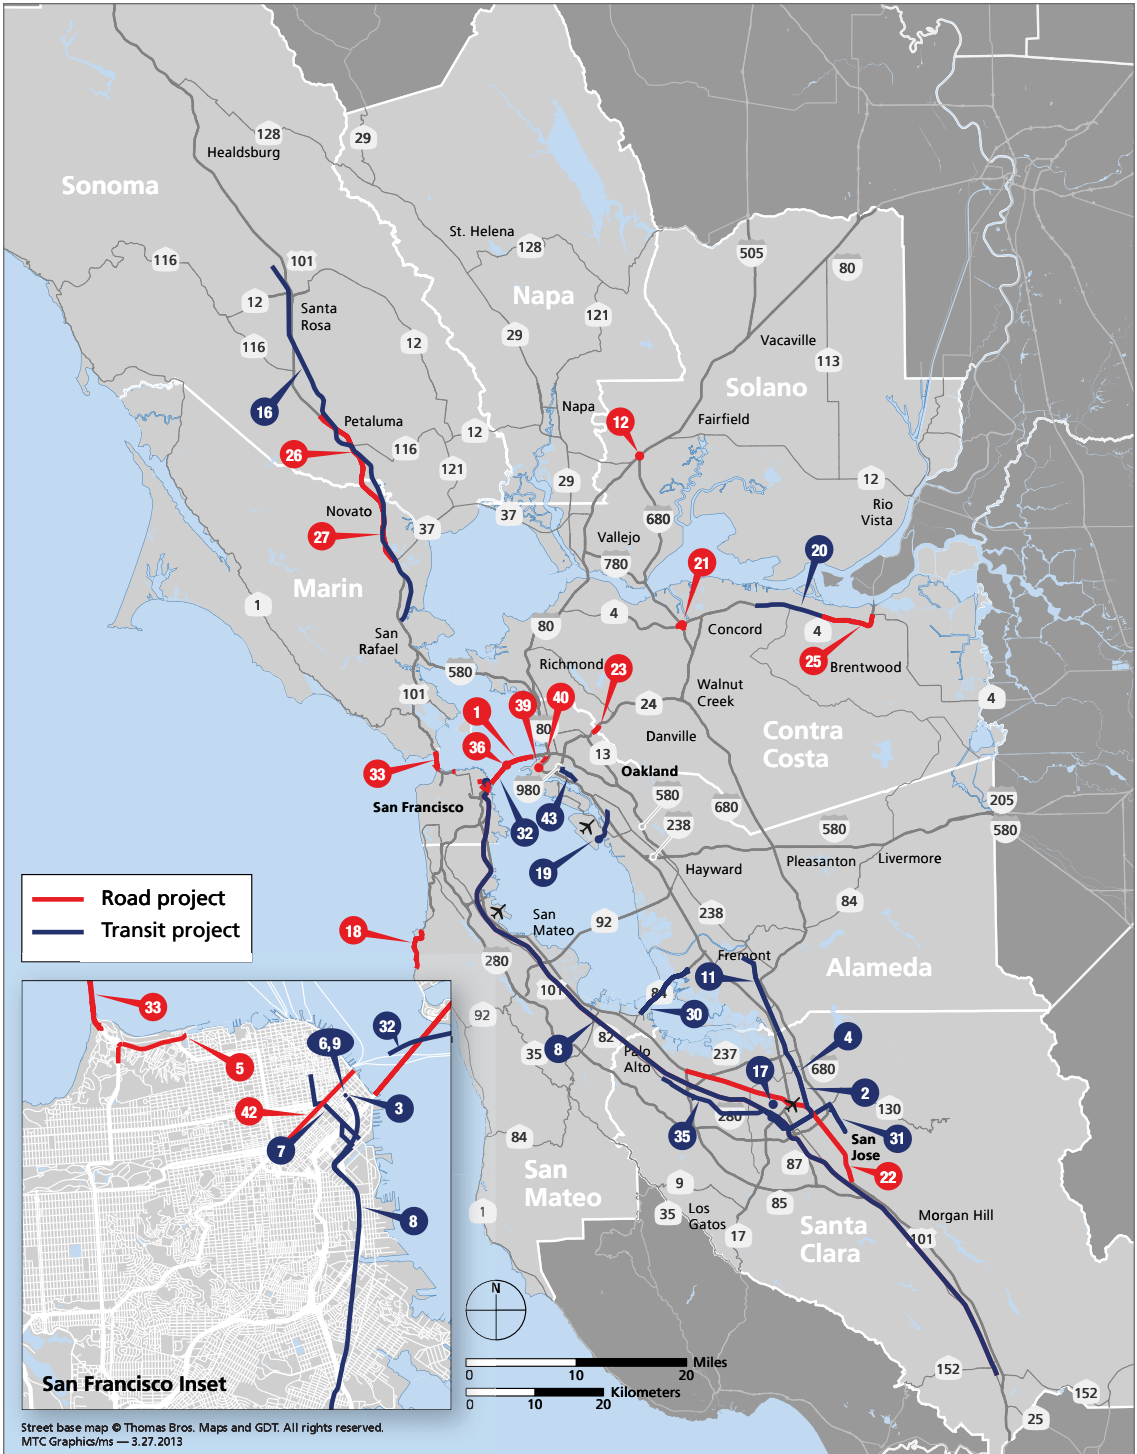 128
29
Healdsburg
Sonoma
St. Helena
128
116
101
505
80
Napa
12
Santa
Rosa
121
29
116
12
Vacaville
113
Solano
16
Petaluma
Napa
12
Fairfield
12
116
26
121
29
12
Novato
37
37
680
Rio
Vista
27
Vallejo
20
780
21
Marin
1
4
80
Concord
4
San
Rafael
Richmond
23
25
Brentwood
580
Walnut
Creek
101
1
39
40
24
4
80
Contra
Costa
36
Danville
13
33
Oakland
980
580
205
San Francisco
43
680
32
238
580
580
19
Hayward
Pleasanton
Livermore
Road project
Transit project
84
San
Mateo
92
238
18
280
Fremont
Alameda
11
101
84
33
92
30
32
6,9
82
4
8
35
Palo
Alto
237
5
17
680
2
42
3
280
130
35
31
7
84
San
Jose
87
22
San
Mateo
9
85
8
1
35
Los
Gatos
Morgan Hill
17
Santa
Clara
101
N
Miles
0
10
20
152
San Francisco Inset
Kilometers
152
0
10
20
25
Street base map © Thomas Bros. Maps and GDT. All rights reserved.
MTC Graphics/ms — 3.27.2013